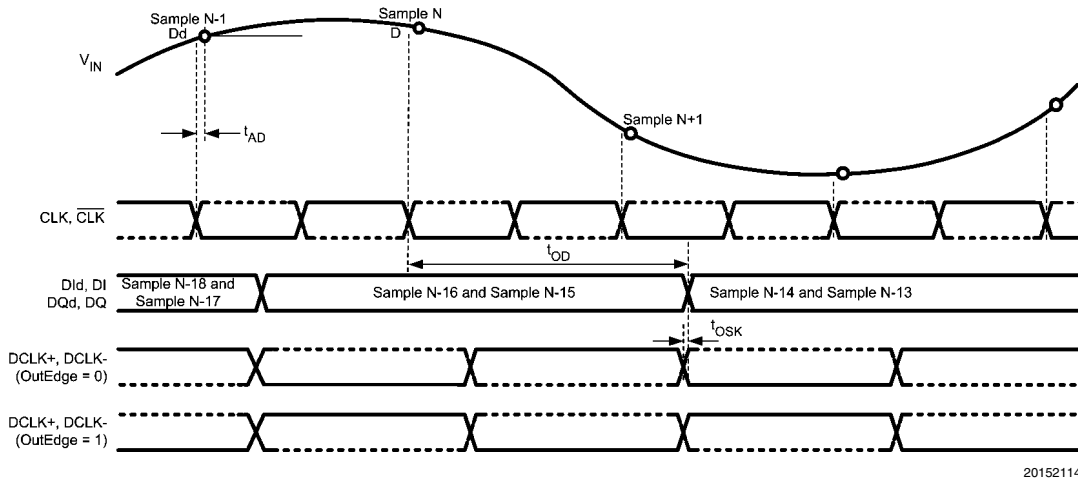 Sample N-1
Dd
Sample N
D
V_IN
t_AD
Sample N+1
CLK, C̅L̅K̅
t_OD
DId, DI
DQd, DQ
Sample N-18 and
Sample N-17
Sample N-16 and Sample N-15
Sample N-14 and Sample N-13
t_OSK
DCLK+, DCLK-
(OutEdge = 0)
DCLK+, DCLK-
(OutEdge = 1)
20152114